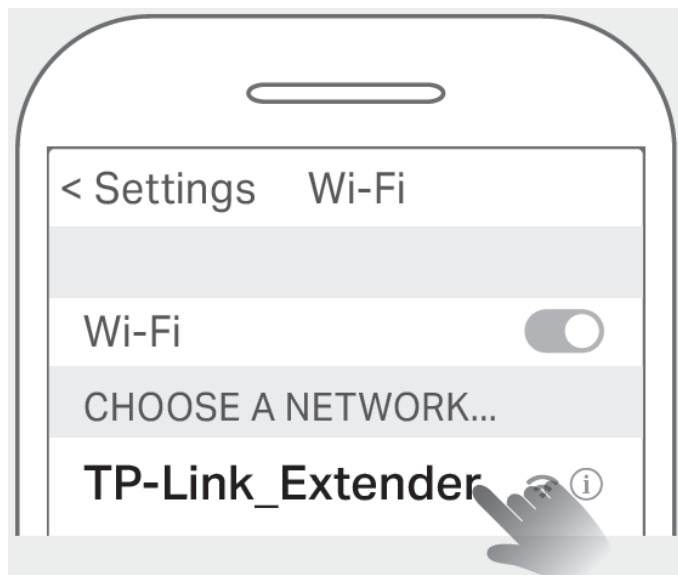 < Settings Wi-Fi
Wi-Fi
CHOOSE A NETWORK...
TP-Link_Extender